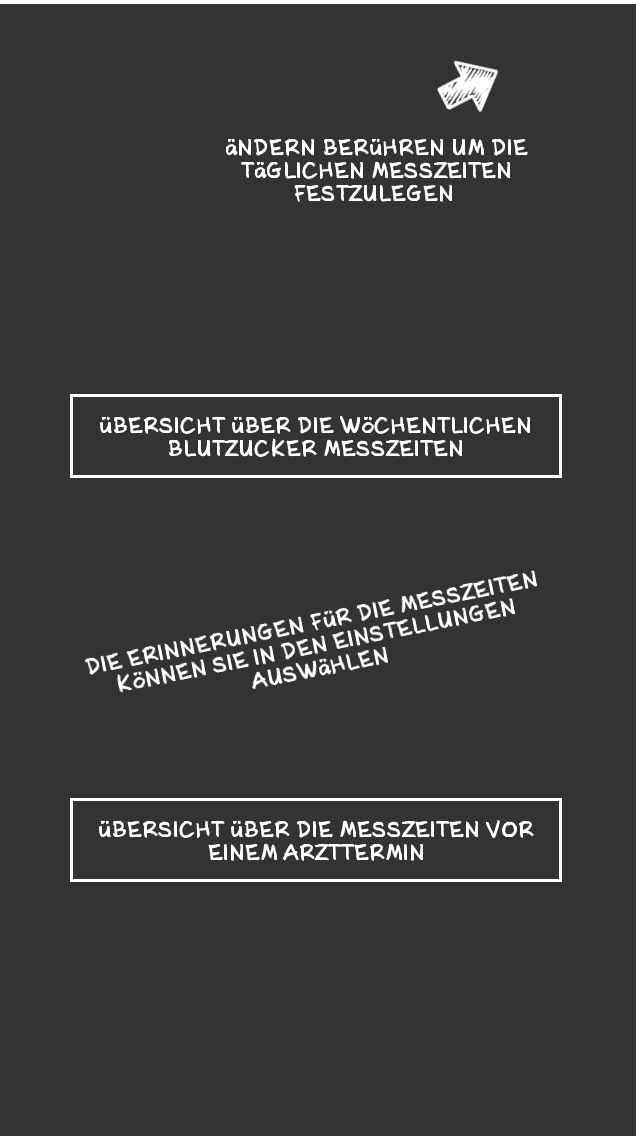 äNDERN BERüHREN UM DIE
TäGLICHEN MESSZEITEN
FESTZULEGEN
üBERSICHT üBER DIE WöCHENTLICHEN
BLUTZUCKER MESSZEITEN
DIE ERINNERUNGEN FüR DIE MESSZEITEN
KöNNEN SIE IN DEN EINSTELLUNGEN
AUSWäHLEN
üBERSICHT üBER DIE MESSZEITEN VOR
EINEM ARZTTERMIN